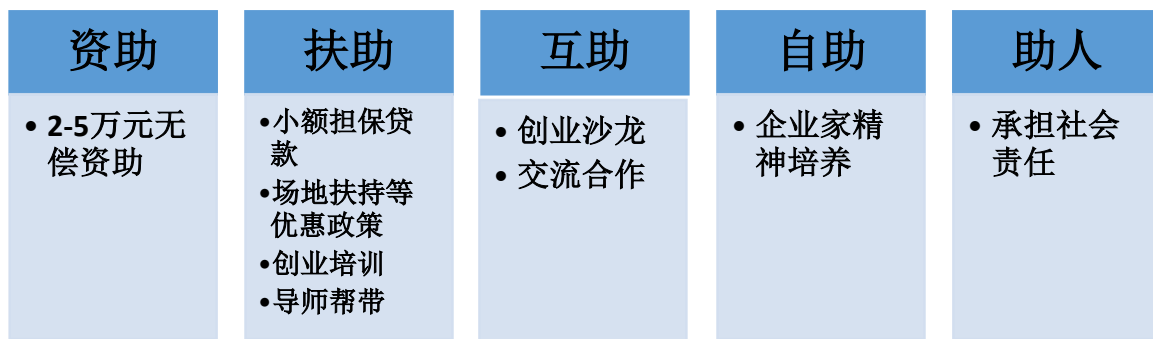 资助
• 2-5万元无
偿资助
扶助
•小额担保贷
款
•场地扶持等
优惠政策
•创业培训
•导师帮带
互助
• 创业沙龙
• 交流合作
自助
• 企业家精
神培养
助人
• 承担社会
责任